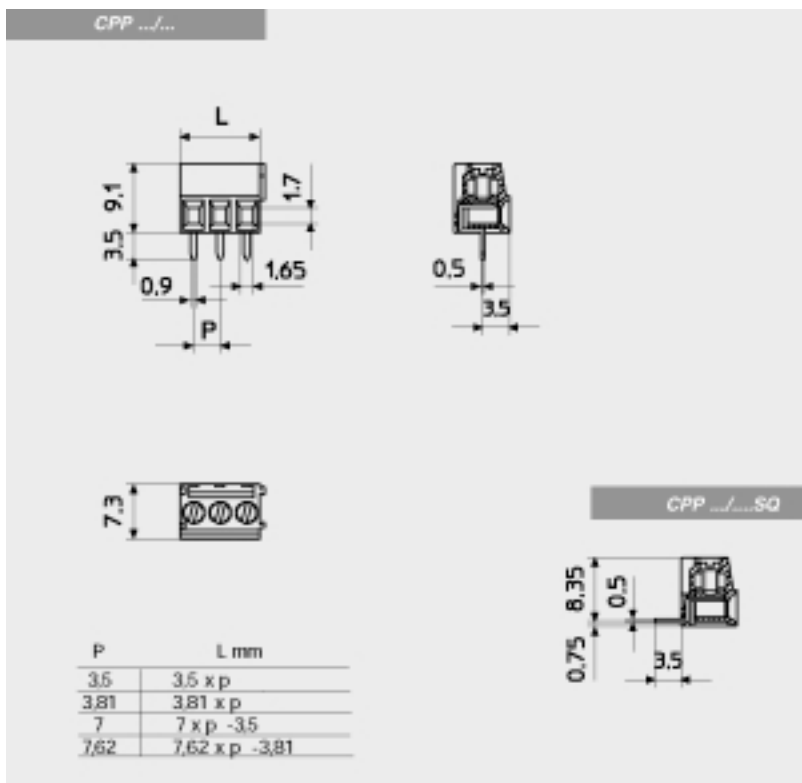 CPP .../...
L
9,1
1.7
3.5
0.9
1,65
P
0.5
3.5
7.3
CPP .../....SQ
8,35
0,5
0,75
3.5
P L mm
3,5 3,5 x p
3,81 3,81 x p
7 7 x p -3,5
7,62 7,62 x p -3,81